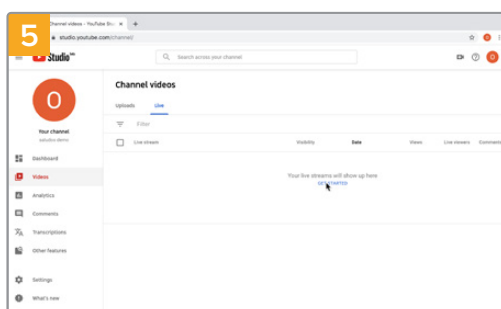 5
Channel videos - YouTube Stu
studio.youtube.com/channel/
Studio
Search across your channel
O
Channel videos
Uploads Live
Filter
Live stream Visibility Date Views Live viewers Comments
Your live streams will show up here
GET STARTED
O
Your channel
Dashboard
Videos
Analytics
Comments
Transcriptions
Other features
Settings
What's new